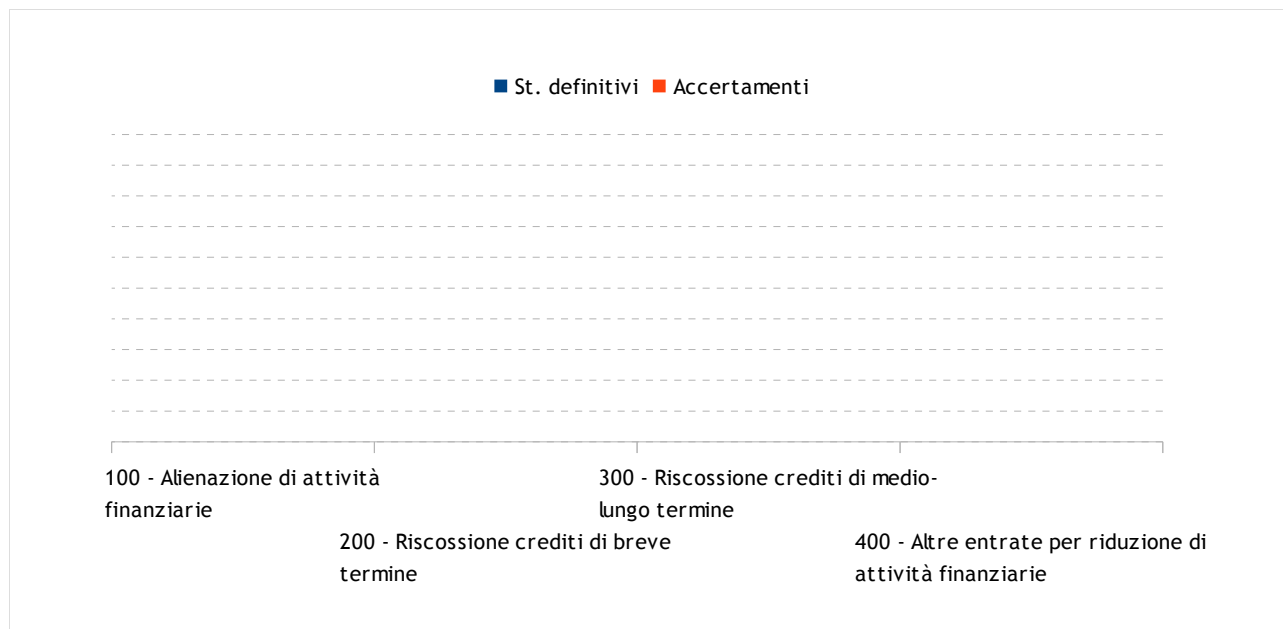 St. definitivi Accertamenti
100 - Alienazione di attività
finanziarie
200 - Riscossione crediti di breve
termine
300 - Riscossione crediti di medio-
lungo termine
400 - Altre entrate per riduzione di
attività finanziarie